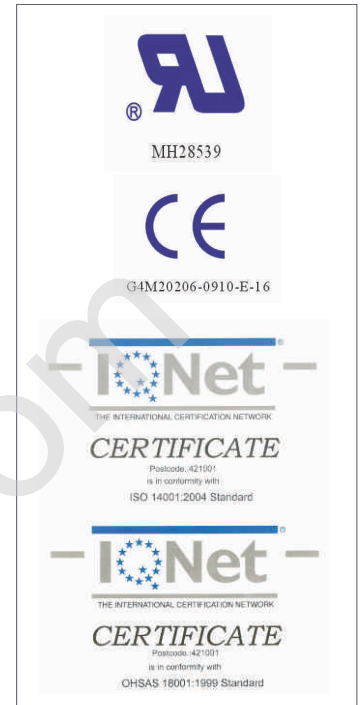 ®
MH28539
CE
G4M20206-0910-E-16
IQNet ®
THE INTERNATIONAL CERTIFICATION NETWORK
CERTIFICATE
Postcode.:421001
is in conformity with
ISO 14001:2004 Standard
IQNet ®
THE INTERNATIONAL CERTIFICATION NETWORK
CERTIFICATE
Postcode.:421001
is in conformity with
OHSAS 18001:1999 Standard
om